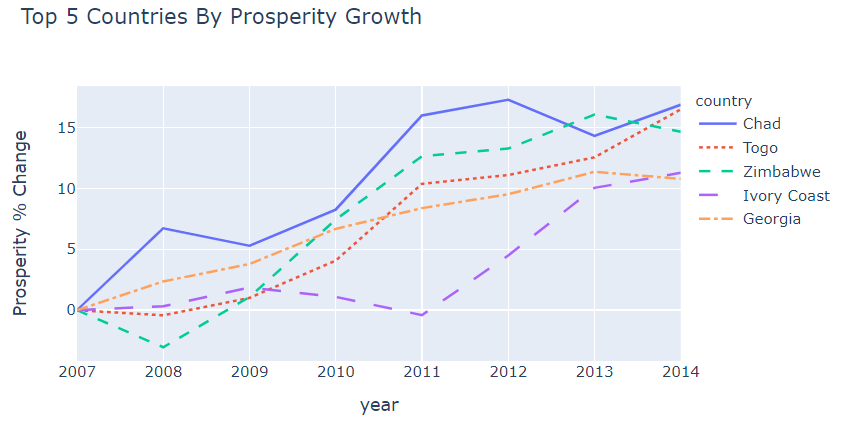 Top 5 Countries By Prosperity Growth
Prosperity % Change
15
10
5
0
2007 2008 2009 2010 2011 2012 2013 2014
year
country
Chad
Togo
Zimbabwe
Ivory Coast
Georgia